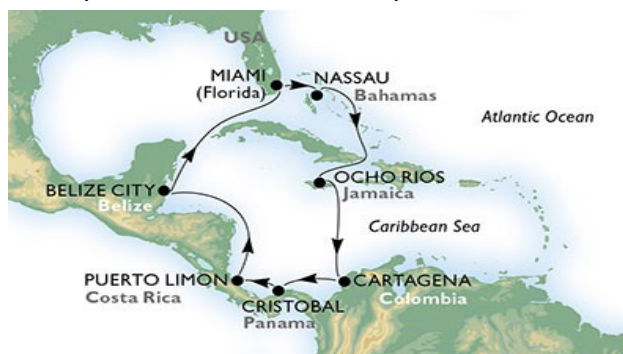 USA
MIAMI
(Florida)
NASSAU
Bahamas
Atlantic Ocean
OCHO RIOS
Jamaica
BELIZE CITY
Belize
Caribbean Sea
PUERTO LIMON
Costa Rica
CRISTOBAL
Panama
CARTAGENA
Colombia